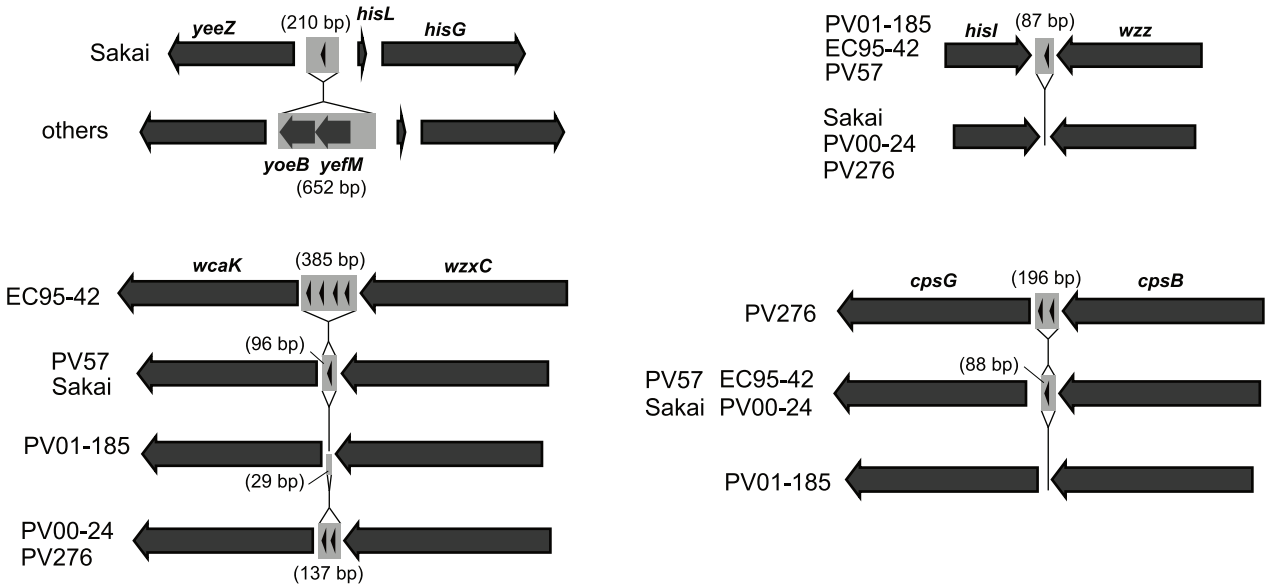 (210 bp)
yeeZ
hisL
hisG
Sakai
others
yoeB
yefM
(652 bp)
PV01-185
EC95-42
PV57
hisI
(87 bp)
wzz
Sakai
PV00-24
PV276
wcaK
(385 bp)
wzxC
EC95-42
(96 bp)
PV57
Sakai
PV01-185
(29 bp)
PV00-24
PV276
(137 bp)
cpsG
(196 bp)
cpsB
PV276
(88 bp)
PV57 EC95-42
Sakai PV00-24
PV01-185